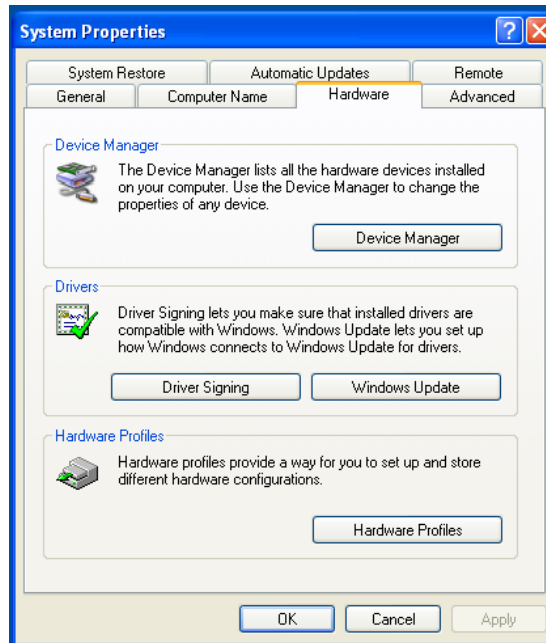 System Properties
System Restore
Automatic Updates
Remote
General
Computer Name
Hardware
Advanced
Device Manager
The Device Manager lists all the hardware devices installed
on your computer. Use the Device Manager to change the
properties of any device.
Device Manager
Drivers
Driver Signing lets you make sure that installed drivers are
compatible with Windows. Windows Update lets you set up
how Windows connects to Windows Update for drivers.
Driver Signing
Windows Update
Hardware Profiles
Hardware profiles provide a way for you to set up and store
different hardware configurations.
Hardware Profiles
OK
Cancel
Apply